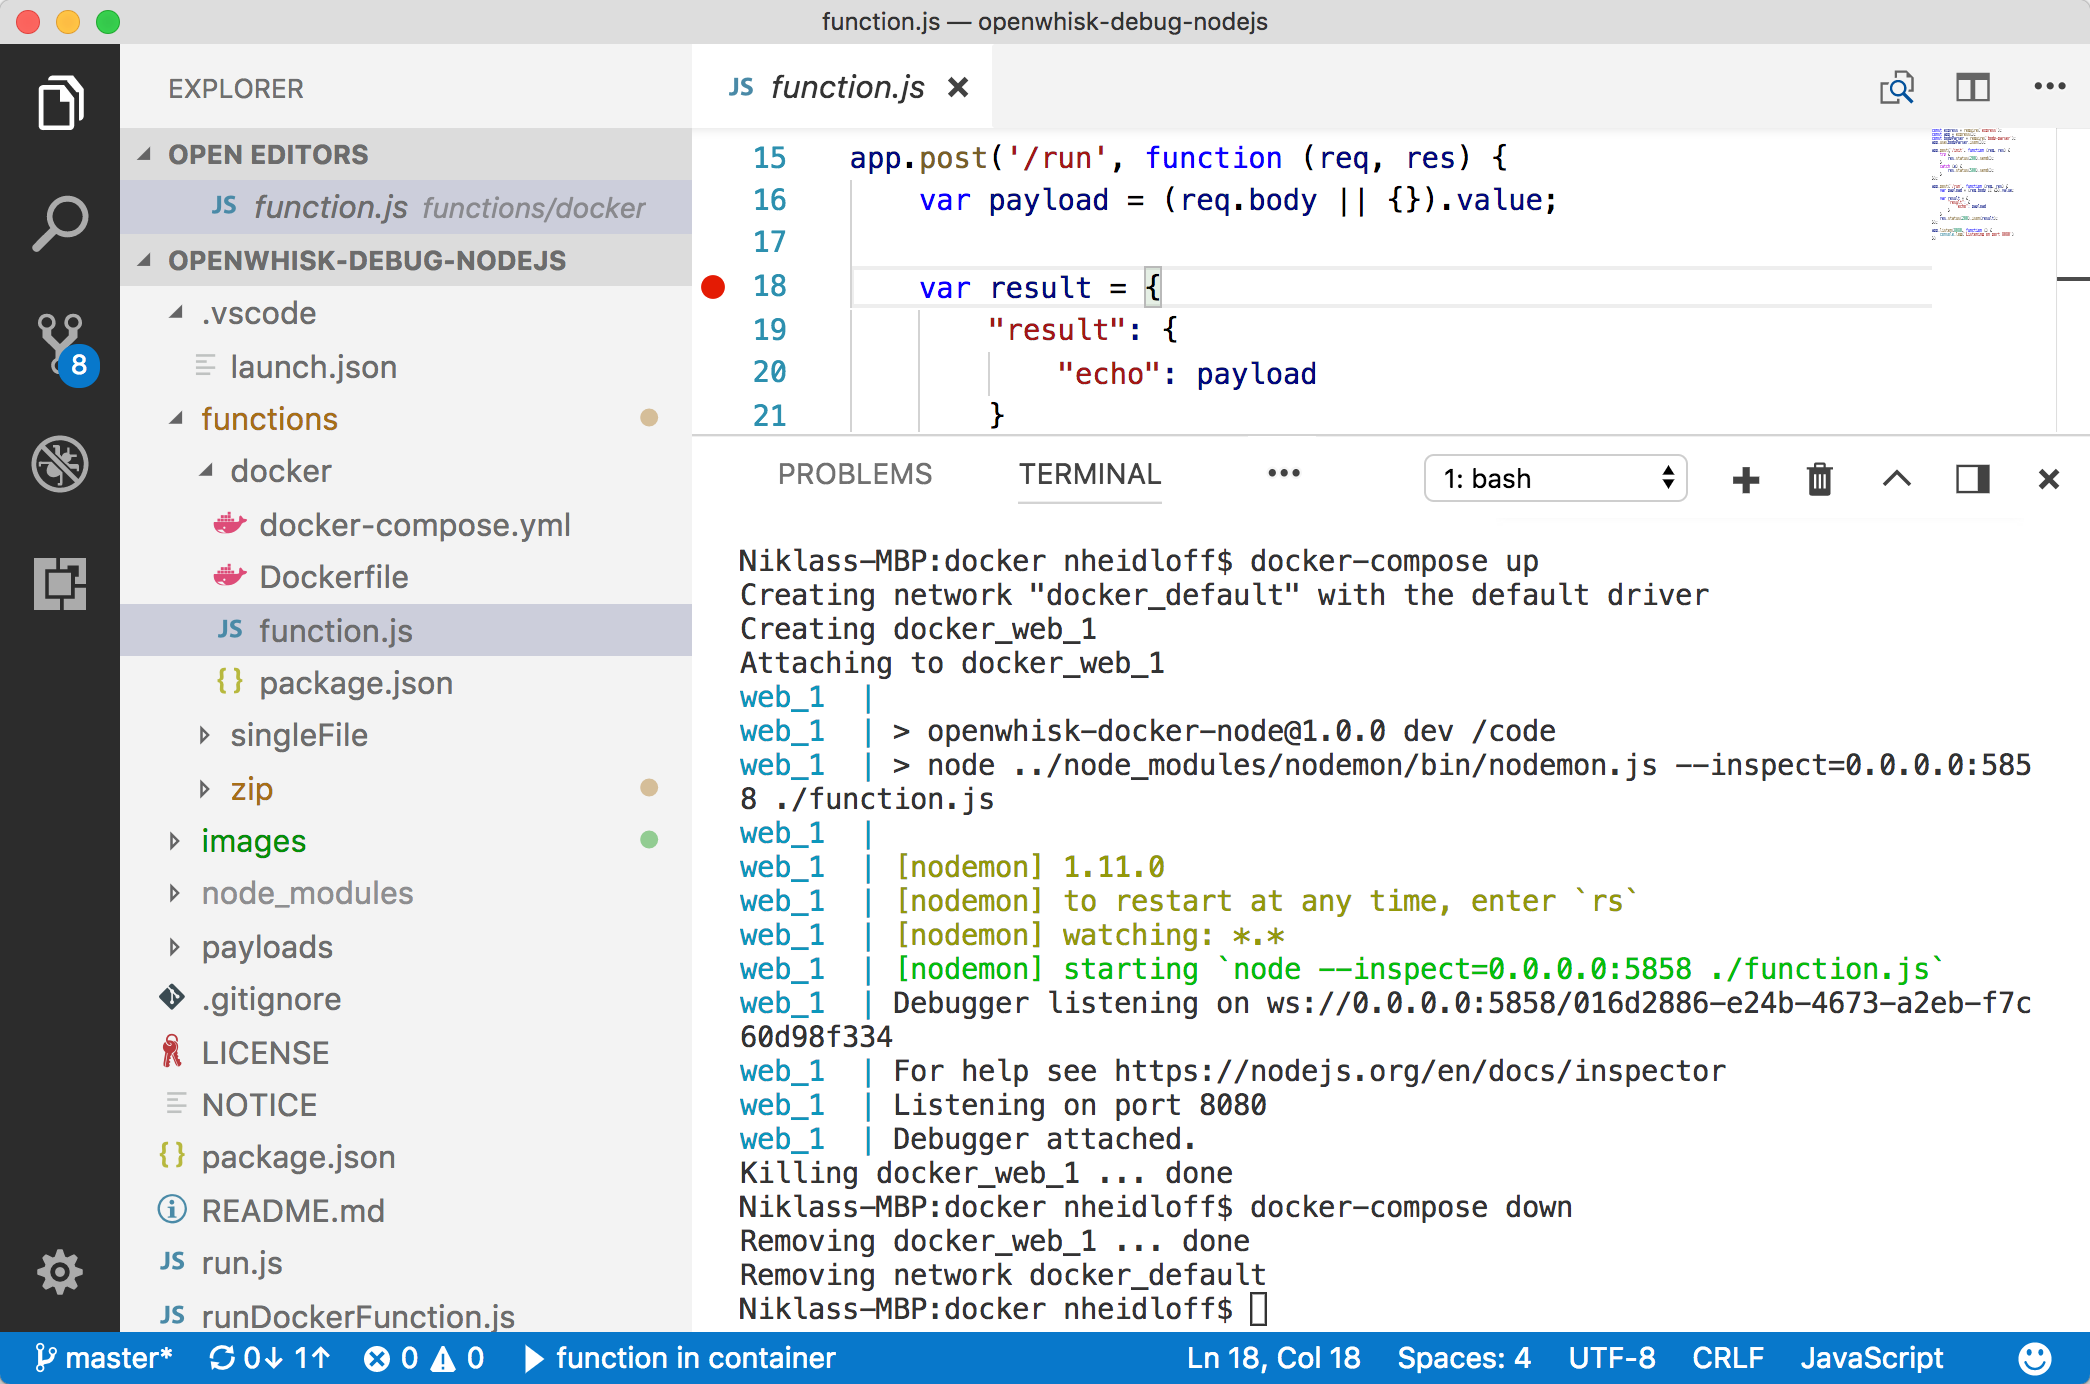 function.js — openwhisk-debug-nodejs
EXPLORER
OPEN EDITORS
JS function.js functions/docker
OPENWHISK-DEBUG-NODEJS
.vscode
launch.json
functions
docker
docker-compose.yml
Dockerfile
JS function.js
{} package.json
singleFile
zip
images
node_modules
payloads
.gitignore
LICENSE
NOTICE
{} package.json
README.md
JS run.js
JS runDockerFunction.js
8
JS function.js
15 app.post('/run', function (req, res) {
16 var payload = (req.body || {}).value;
17
18 var result = {
19 "result": {
20 "echo": payload
21 }
PROBLEMS TERMINAL ••• 1: bash
Niklass-MBP:docker nheidloff$ docker-compose up
Creating network "docker_default" with the default driver
Creating docker_web_1
Attaching to docker_web_1
web_1 |
web_1 | > openwhisk-docker-node@1.0.0 dev /code
web_1 | > node ../node_modules/nodemon/bin/nodemon.js --inspect=0.0.0.0:585
8 ./function.js
web_1 |
web_1 | [nodemon] 1.11.0
web_1 | [nodemon] to restart at any time, enter `rs`
web_1 | [nodemon] watching: *.*
web_1 | [nodemon] starting `node --inspect=0.0.0.0:5858 ./function.js`
web_1 | Debugger listening on ws://0.0.0.0:5858/016d2886-e24b-4673-a2eb-f7c
60d98f334
web_1 | For help see https://nodejs.org/en/docs/inspector
web_1 | Listening on port 8080
web_1 | Debugger attached.
Killing docker_web_1 ... done
Niklass-MBP:docker nheidloff$ docker-compose down
Removing docker_web_1 ... done
Removing network docker_default
Niklass-MBP:docker nheidloff$
master* 0↓ 1↑ 0 0 function in container Ln 18, Col 18 Spaces: 4 UTF-8 CRLF JavaScript